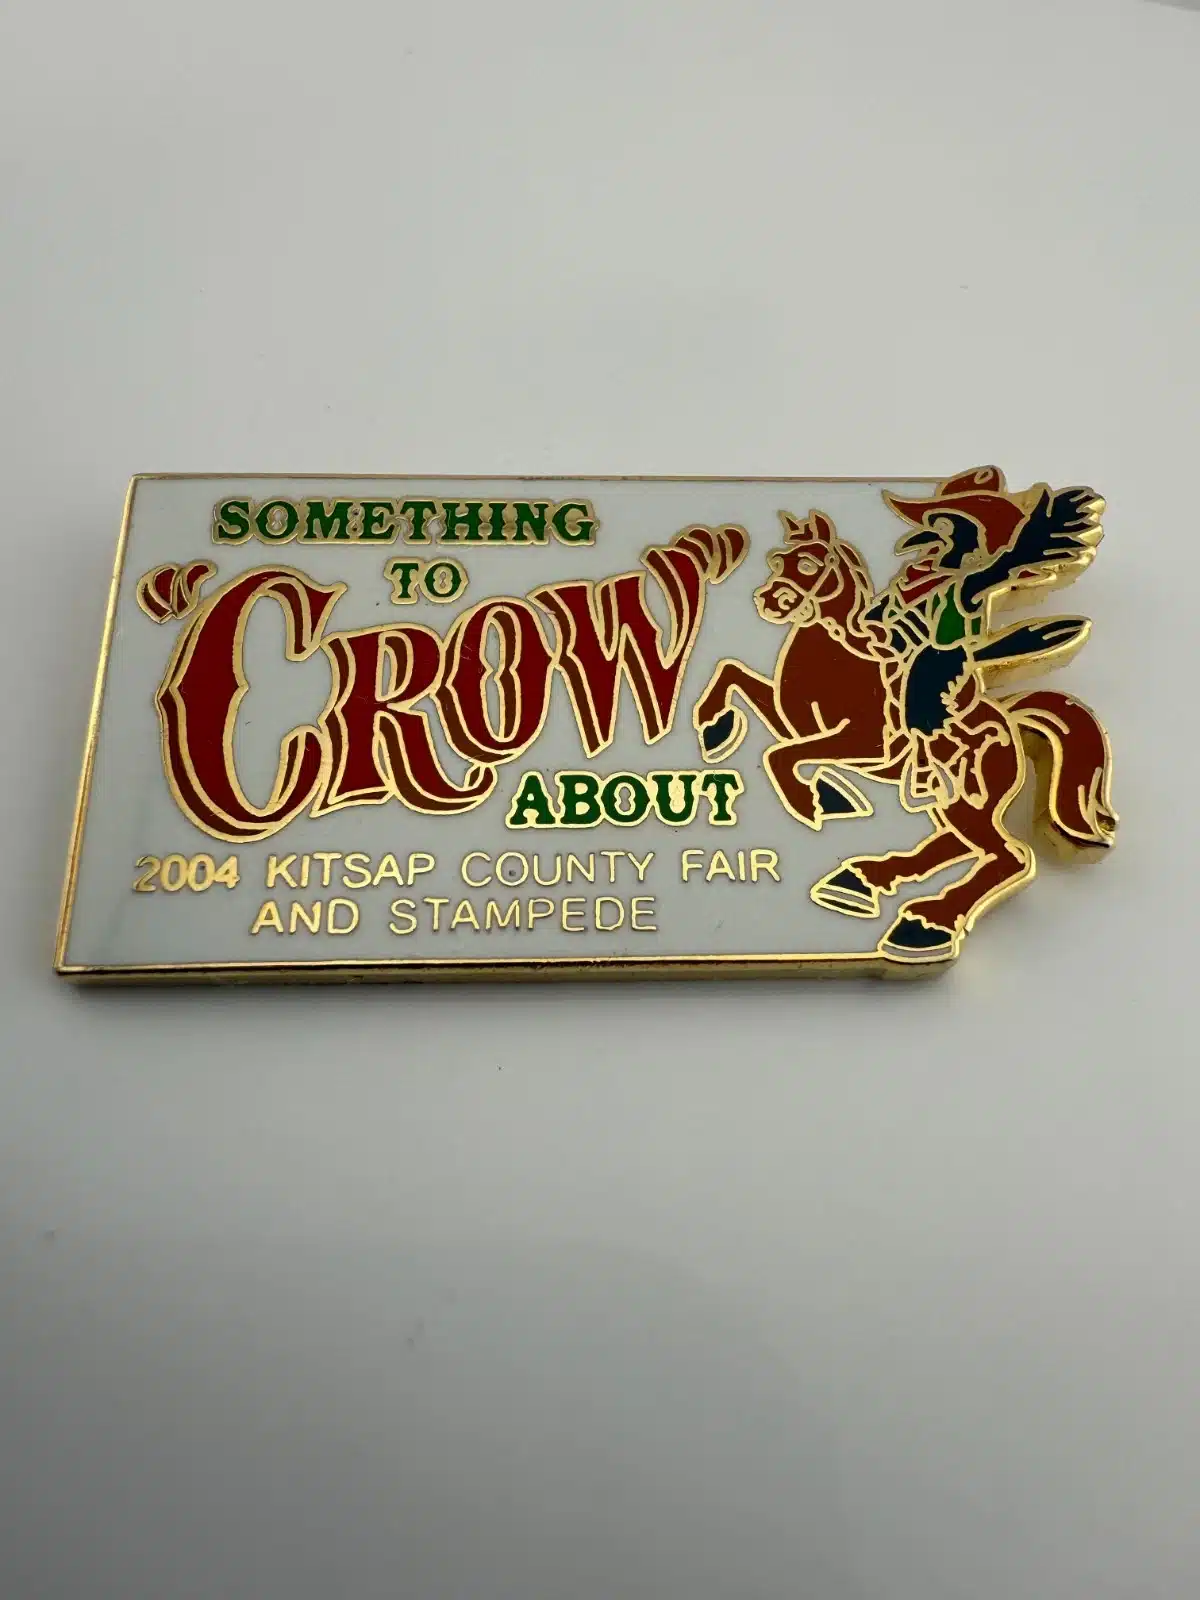 SOMETHING
TO
"CROW"
ABOUT
2004 KITSAP COUNTY FAIR
AND STAMPEDE